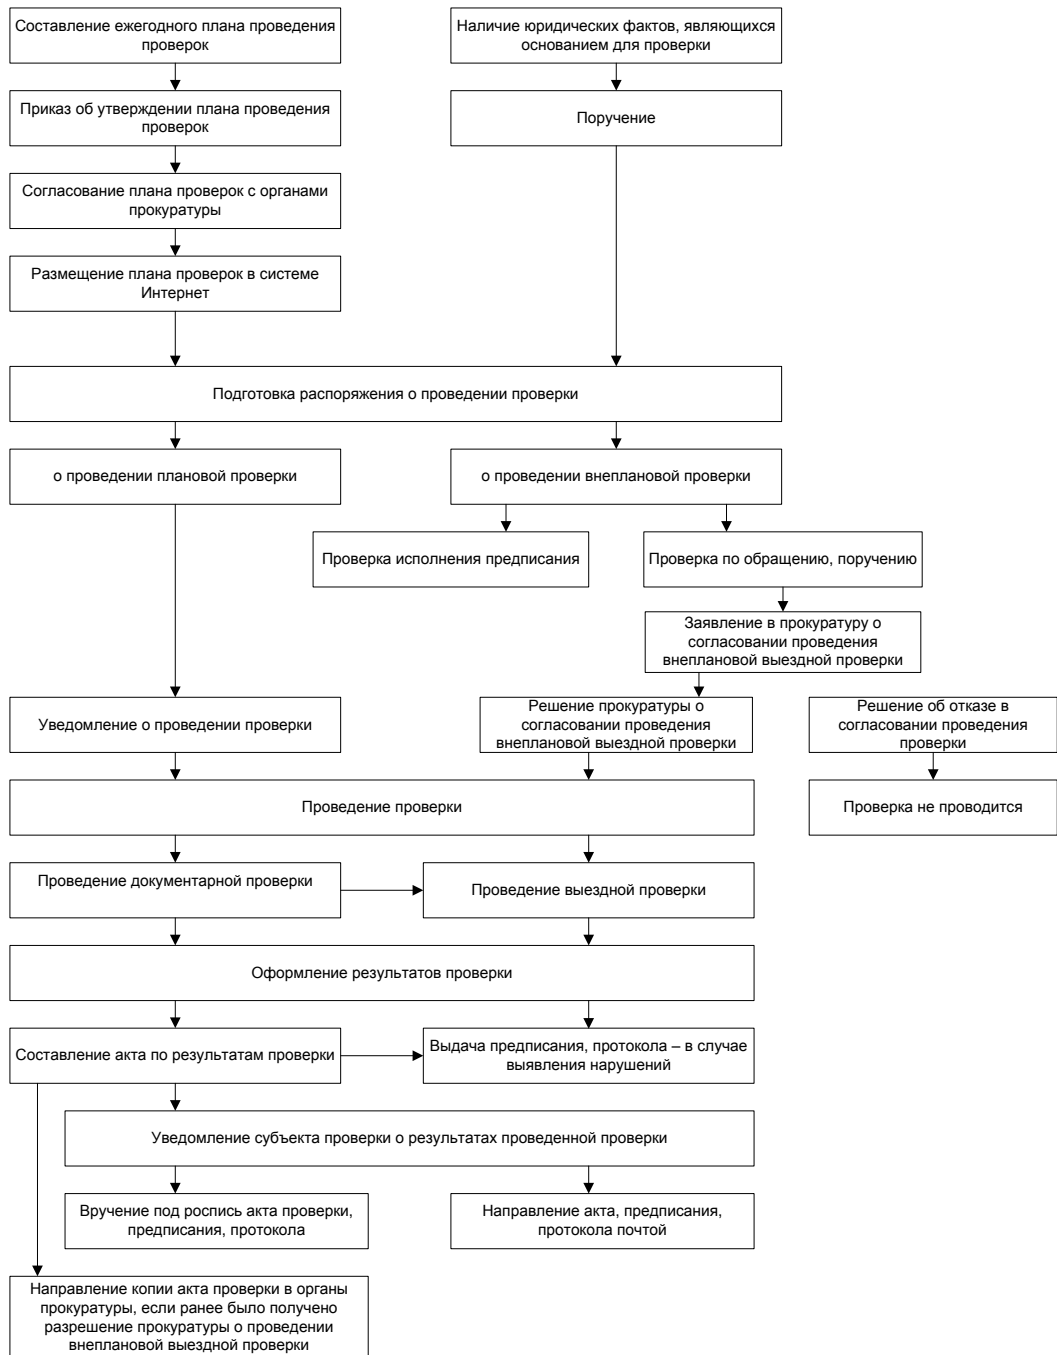 Составление ежегодного плана проведения
проверок
Наличие юридических фактов, являющихся
основанием для проверки
Приказ об утверждении плана проведения
проверок
Поручение
Согласование плана проверок с органами
прокуратуры
Размещение плана проверок в системе
Интернет
Подготовка распоряжения о проведении проверки
о проведении плановой проверки
о проведении внеплановой проверки
Проверка исполнения предписания
Проверка по обращению, поручению
Заявление в прокуратуру о
согласовании проведения
внеплановой выездной проверки
Уведомление о проведении проверки
Решение прокуратуры о
согласовании проведения
внеплановой выездной проверки
Решение об отказе в
согласовании проведения
проверки
Проведение проверки
Проверка не проводится
Проведение документарной проверки
Проведение выездной проверки
Оформление результатов проверки
Составление акта по результатам проверки
Выдача предписания, протокола – в случае
выявления нарушений
Уведомление субъекта проверки о результатах проведенной проверки
Вручение под роспись акта проверки,
предписания, протокола
Направление акта, предписания,
протокола почтой
Направление копии акта проверки в органы
прокуратуры, если ранее было получено
разрешение прокуратуры о проведении
внеплановой выездной проверки